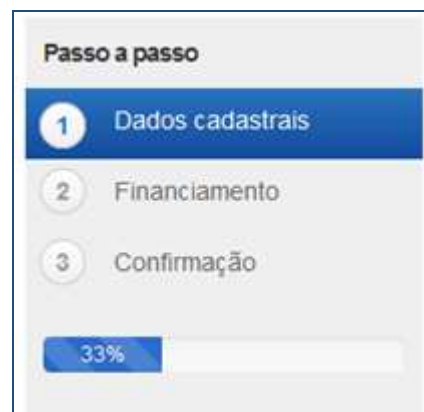 Passo a passo
1 Dados cadastrais
2 Financiamento
3 Confirmação
33%